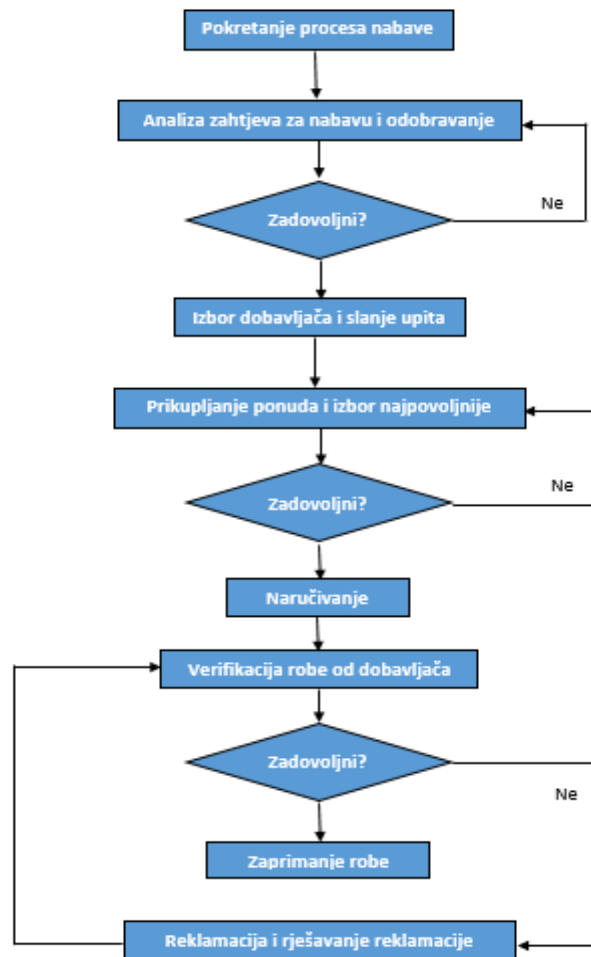 Pokretanje procesa nabave
Analiza zahtjeva za nabavu i odobravanje
Zadovoljni?
Ne
Izbor dobavljača i slanje upita
Prikupljanje ponuda i izbor najpovoljnije
Zadovoljni?
Ne
Naručivanje
Verifikacija robe od dobavljača
Zadovoljni?
Ne
Zaprimanje robe
Reklamacija i rješavanje reklamacije